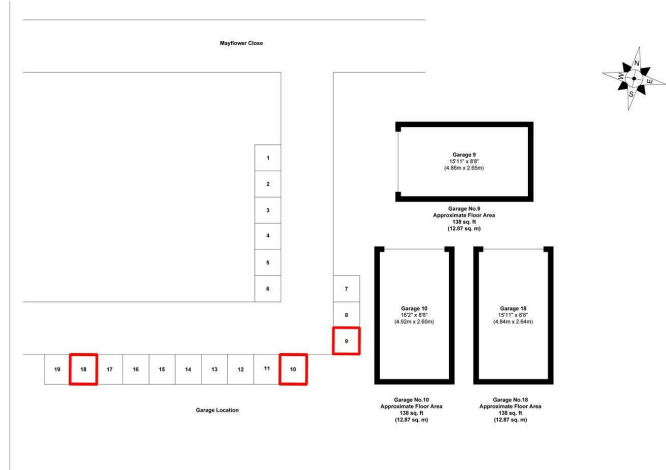 Mayflower Close
N
W
E
S
1
2
3
4
5
6
7
8
9
19
18
17
16
15
14
13
12
11
10
Garage Location
Garage 9
15'11" x 8'8"
(4.86m x 2.65m)
Garage No.9
Approximate Floor Area
138 sq. ft
(12.87 sq. m)
Garage 10
16'2" x 8'6"
(4.92m x 2.60m)
Garage No.10
Approximate Floor Area
138 sq. ft
(12.87 sq. m)
Garage 18
15'11" x 8'8"
(4.84m x 2.64m)
Garage No.18
Approximate Floor Area
138 sq. ft
(12.87 sq. m)